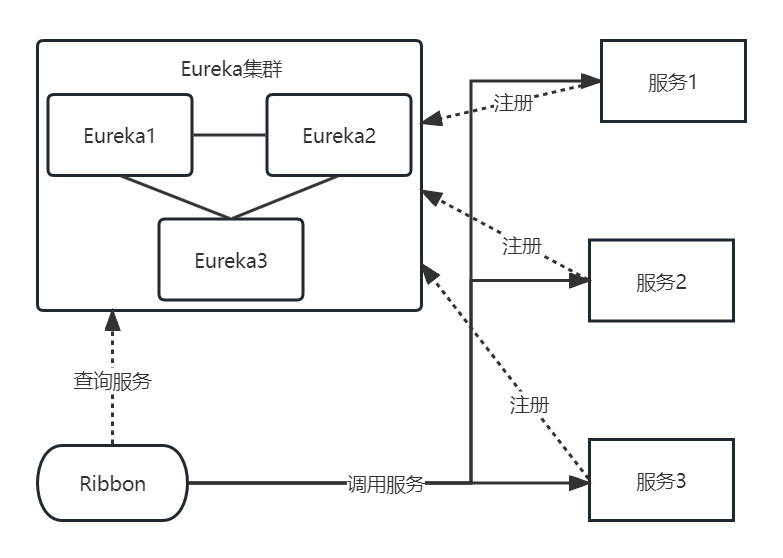 Eureka集群
Eureka1
Eureka2
Eureka3
服务1
注册
服务2
注册
服务3
注册
查询服务
Ribbon
调用服务